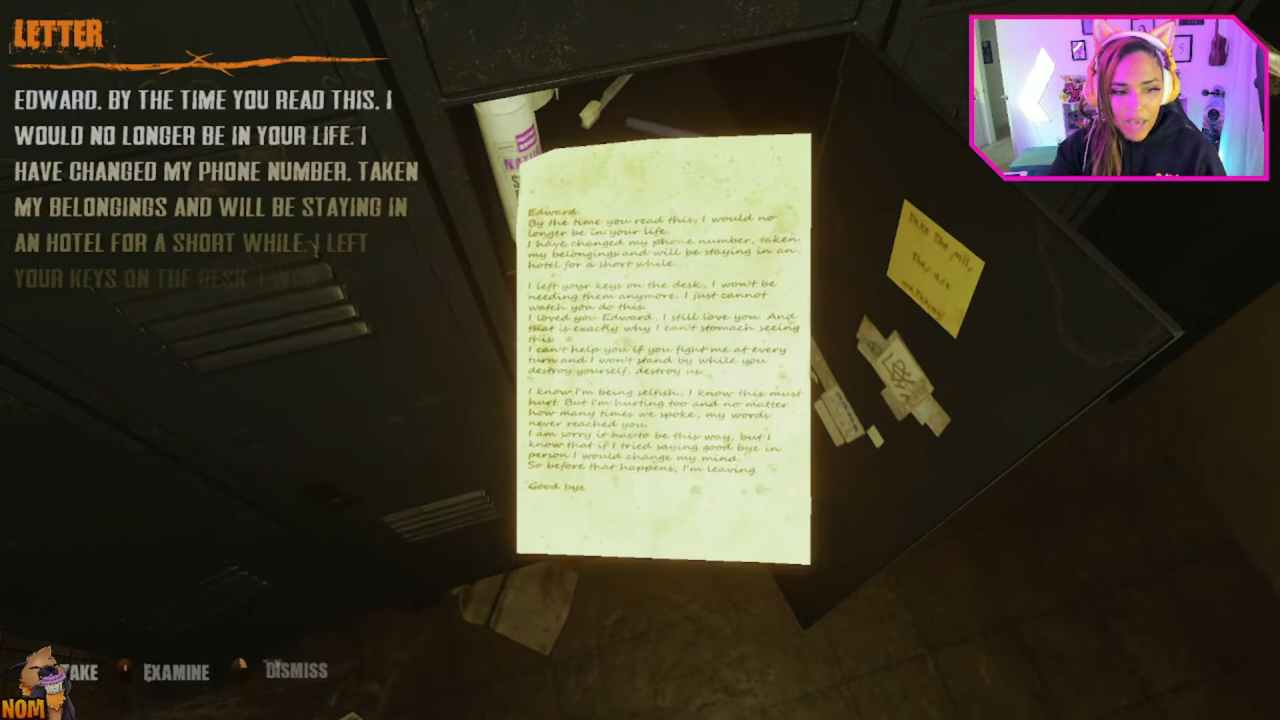 LETTER
EDWARD. BY THE TIME YOU READ THIS. I
WOULD NO LONGER BE IN YOUR LIFE. I
HAVE CHANGED MY PHONE NUMBER. TAKEN
MY BELONGINGS AND WILL BE STAYING IN
AN HOTEL FOR A SHORT WHILE. I LEFT
YOUR KEYS ON THE DESK. I
Edward.
By the time you read this, I would no
longer be in your life.
I have changed my phone number, taken
my belongings and will be staying in an
hotel for a short while.
I left your keys on the desk, I won't be
needing them anymore. I just cannot
watch you do this.
I loved you Edward, I still love you. And
that is exactly why I can't stomach seeing
this.
I can't help you if you fight me at every
turn and I won't stand by while you
destroy yourself, destroy us.
I know I'm being selfish, I know this must
hurt. But I'm hurting too and no matter
how many times we spoke, my words
never reached you.
I am sorry it has to be this way, but I
know that if I tried saying good bye in
person I would change my mind.
So before that happens, I'm leaving.
Good bye
TAKE
EXAMINE
DISMISS
NOM